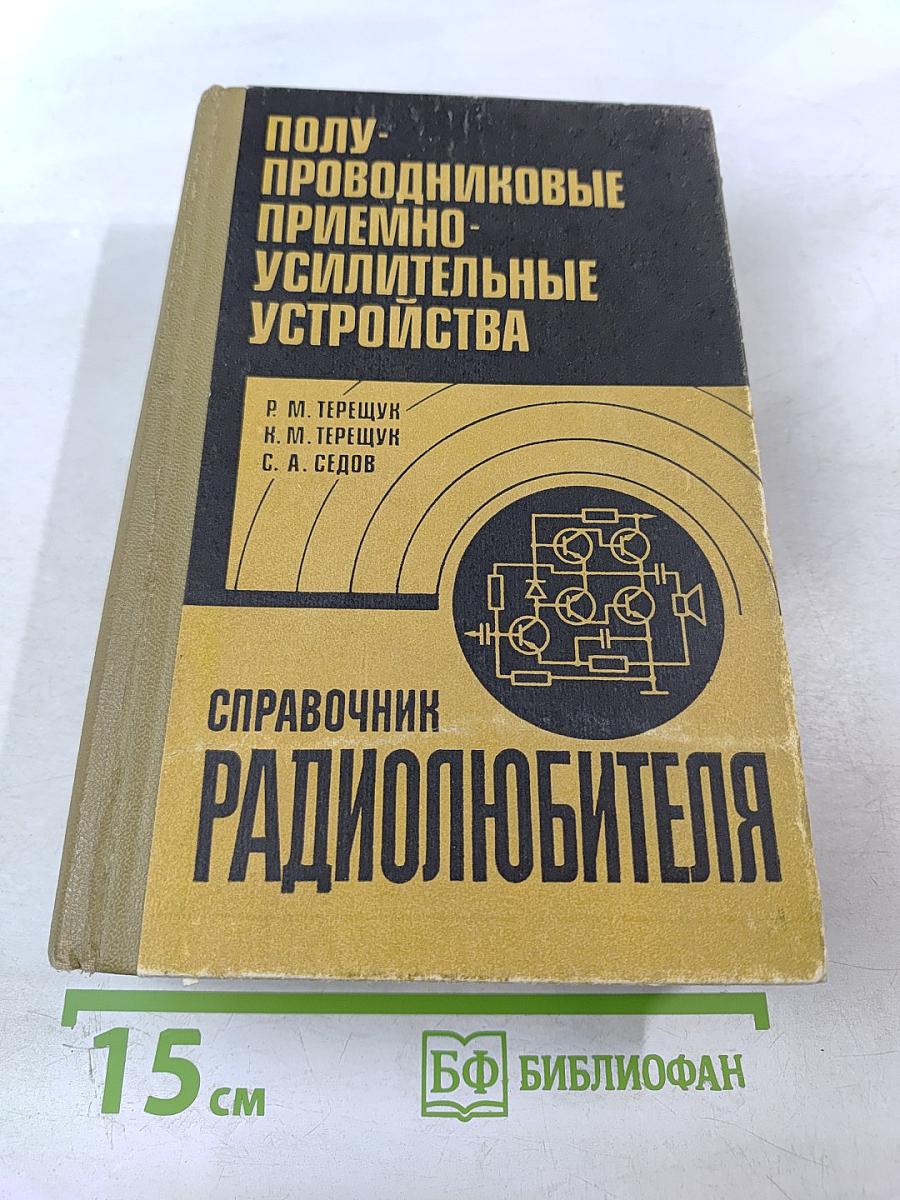 ПОЛУ-
ПРОВОДНИКОВЫЕ
ПРИЕМНО-
УСИЛИТЕЛЬНЫЕ
УСТРОЙСТВА
Р. М. ТЕРЕЩУК
К. М. ТЕРЕЩУК
С. А. СЕДОВ
СПРАВОЧНИК
РАДИОЛЮБИТЕЛЯ
15 см
БФ БИБЛИОФАН